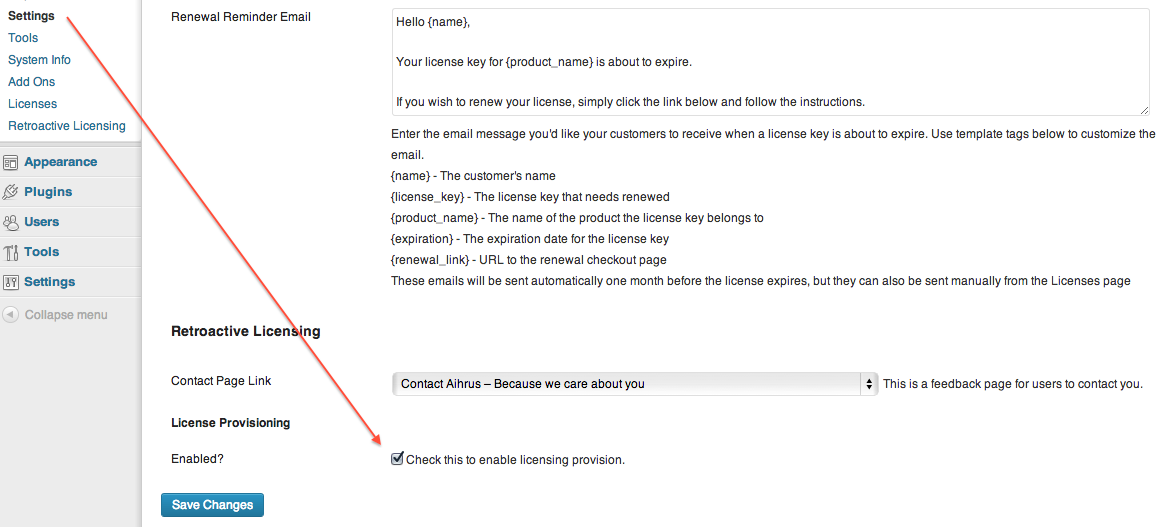 Settings
Tools
System Info
Add Ons
Licenses
Retroactive Licensing
Appearance
Plugins
Users
Tools
Settings
Collapse menu
Renewal Reminder Email
Hello {name},
Your license key for {product_name} is about to expire.
If you wish to renew your license, simply click the link below and follow the instructions.
Enter the email message you'd like your customers to receive when a license key is about to expire. Use template tags below to customize the
email.
{name} - The customer's name
{license_key} - The license key that needs renewed
{product_name} - The name of the product the license key belongs to
{expiration} - The expiration date for the license key
{renewal_link} - URL to the renewal checkout page
These emails will be sent automatically one month before the license expires, but they can also be sent manually from the Licenses page
Retroactive Licensing
Contact Page Link
Contact Aihrus – Because we care about you
This is a feedback page for users to contact you.
License Provisioning
Enabled?
Check this to enable licensing provision.
Save Changes